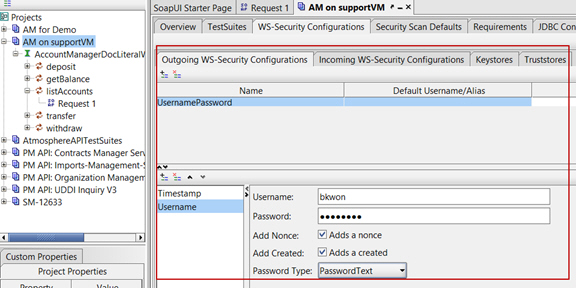 SoapUI Starter Page
Request 1
AM on supportVM
Projects
AM for Demo
AM on supportVM
AccountManagerDocLiteralW
deposit
getBalance
listAccounts
Request 1
transfer
withdraw
AtmosphereAPITestSuites
PM API: Contracts Manager Serv
PM API: Imports-Management-S
PM API: Organization Managem
PM API: UDDI Inquiry V3
SM-12633
Custom Properties
Project Properties
Property Value
Overview TestSuites WS-Security Configurations Security Scan Defaults Requirements JDBC Con
Outgoing WS-Security Configurations Incoming WS-Security Configurations Keystores Truststores
Name Default Username/Alias
UsernamePassword
Timestamp
Username
Username: bkwon
Password: ●●●●●●●●
Add Nonce: Adds a nonce
Add Created: Adds a created
Password Type: PasswordText